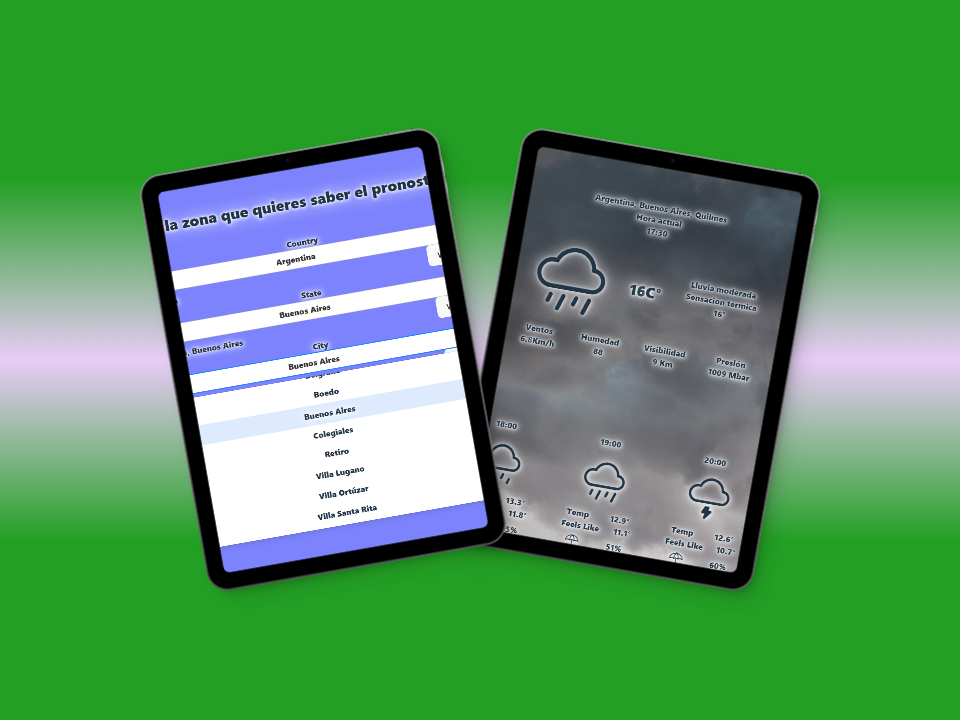 la zona que quieres saber el pronost
Country
Argentina
State
Buenos Aires
, Buenos Aires
City
Buenos Aires
Boedo
Buenos Aires
Colegiales
Retiro
Villa Lugano
Villa Ortúzar
Villa Santa Rita
Argentina, Buenos Aires Quilmes
Hora actual
17:30
16C°
Lluvia moderada
Sensacion termica
16°
Ventos
6.8Km/h
Humedad
88
Visibilidad
9 Km
Presión
1009 Mbar
18:00
13.3°
11.8°
5%
19:00
Temp 12.9°
Feels Like 11.1°
51%
20:00
Temp 12.6°
Feels Like 10.7°
60%